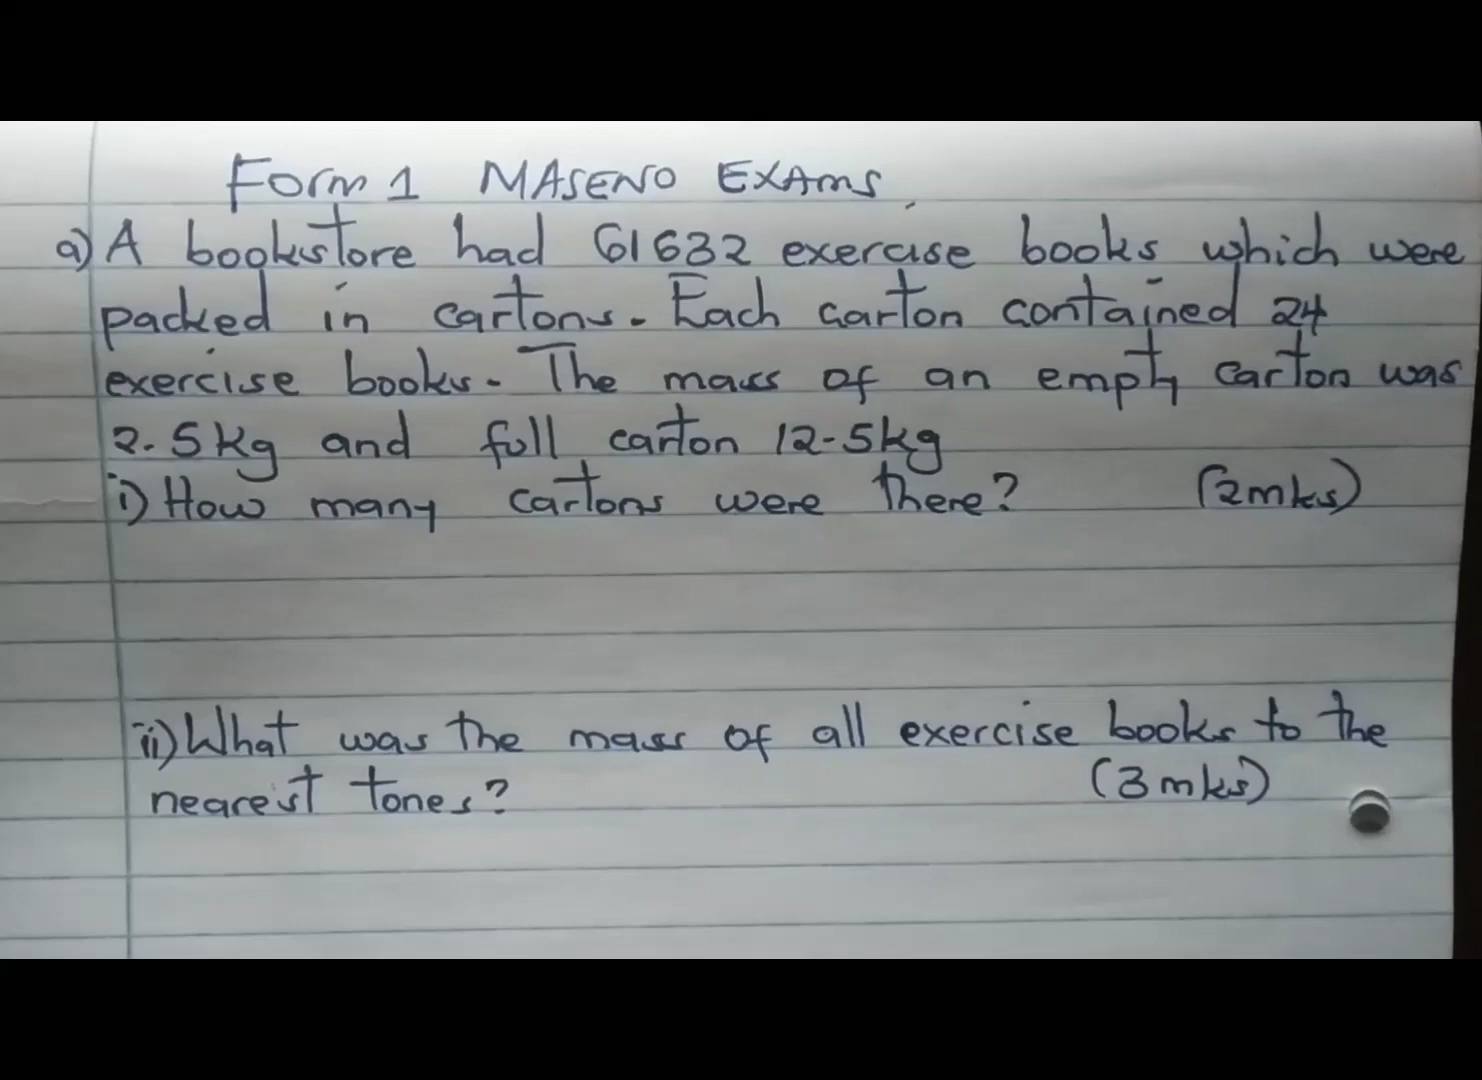 Form 1 MASENO EXAMS
a) A bookstore had 61632 exercise books which were
packed in cartons. Each carton contained 24
exercise books. The mass of an empty carton was
2.5kg and full carton 12.5kg
i) How many cartons were there? (2mks)
ii) What was the mass of all exercise books to the
nearest tones? (3mks)